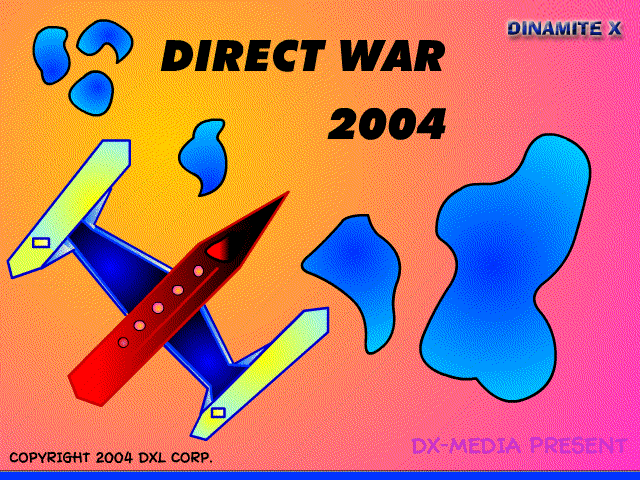 DINAMITE X
DIRECT WAR
2004
DX-MEDIA PRESENT
COPYRIGHT 2004 DXL CORP.